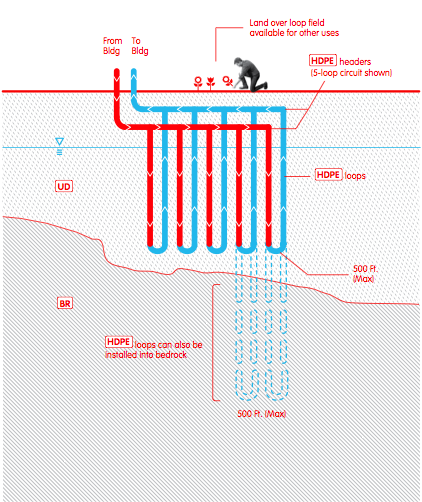 Land over loop field
available for other uses
From
Bldg
To
Bldg
HDPE headers
(5-loop circuit shown)
UD
HDPE loops
500 Ft.
(Max)
BR
HDPE loops can also be
installed into bedrock
500 Ft. (Max)